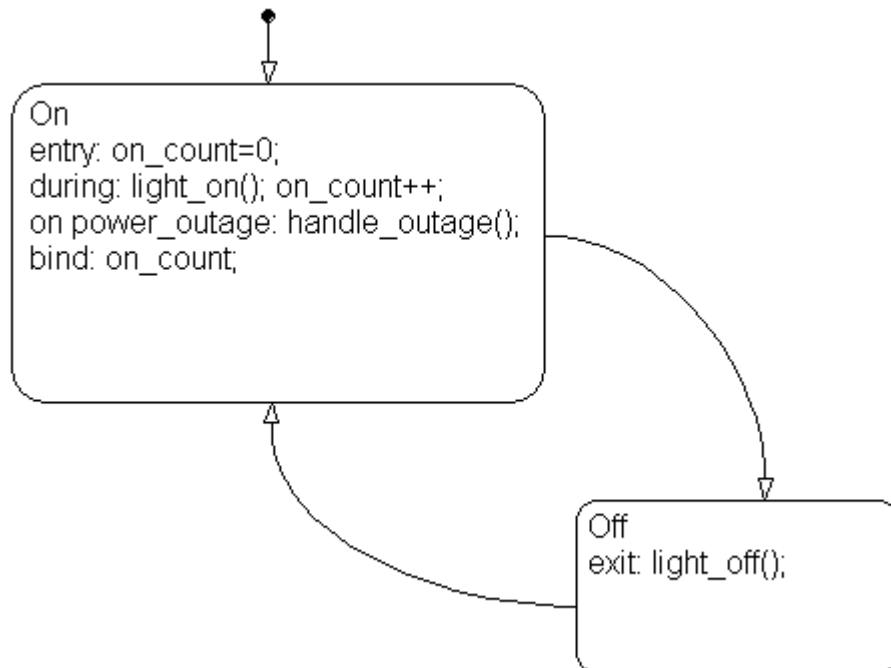 On
entry: on_count=0;
during: light_on(); on_count++;
on power_outage: handle_outage();
bind: on_count;
Off
exit: light_off();